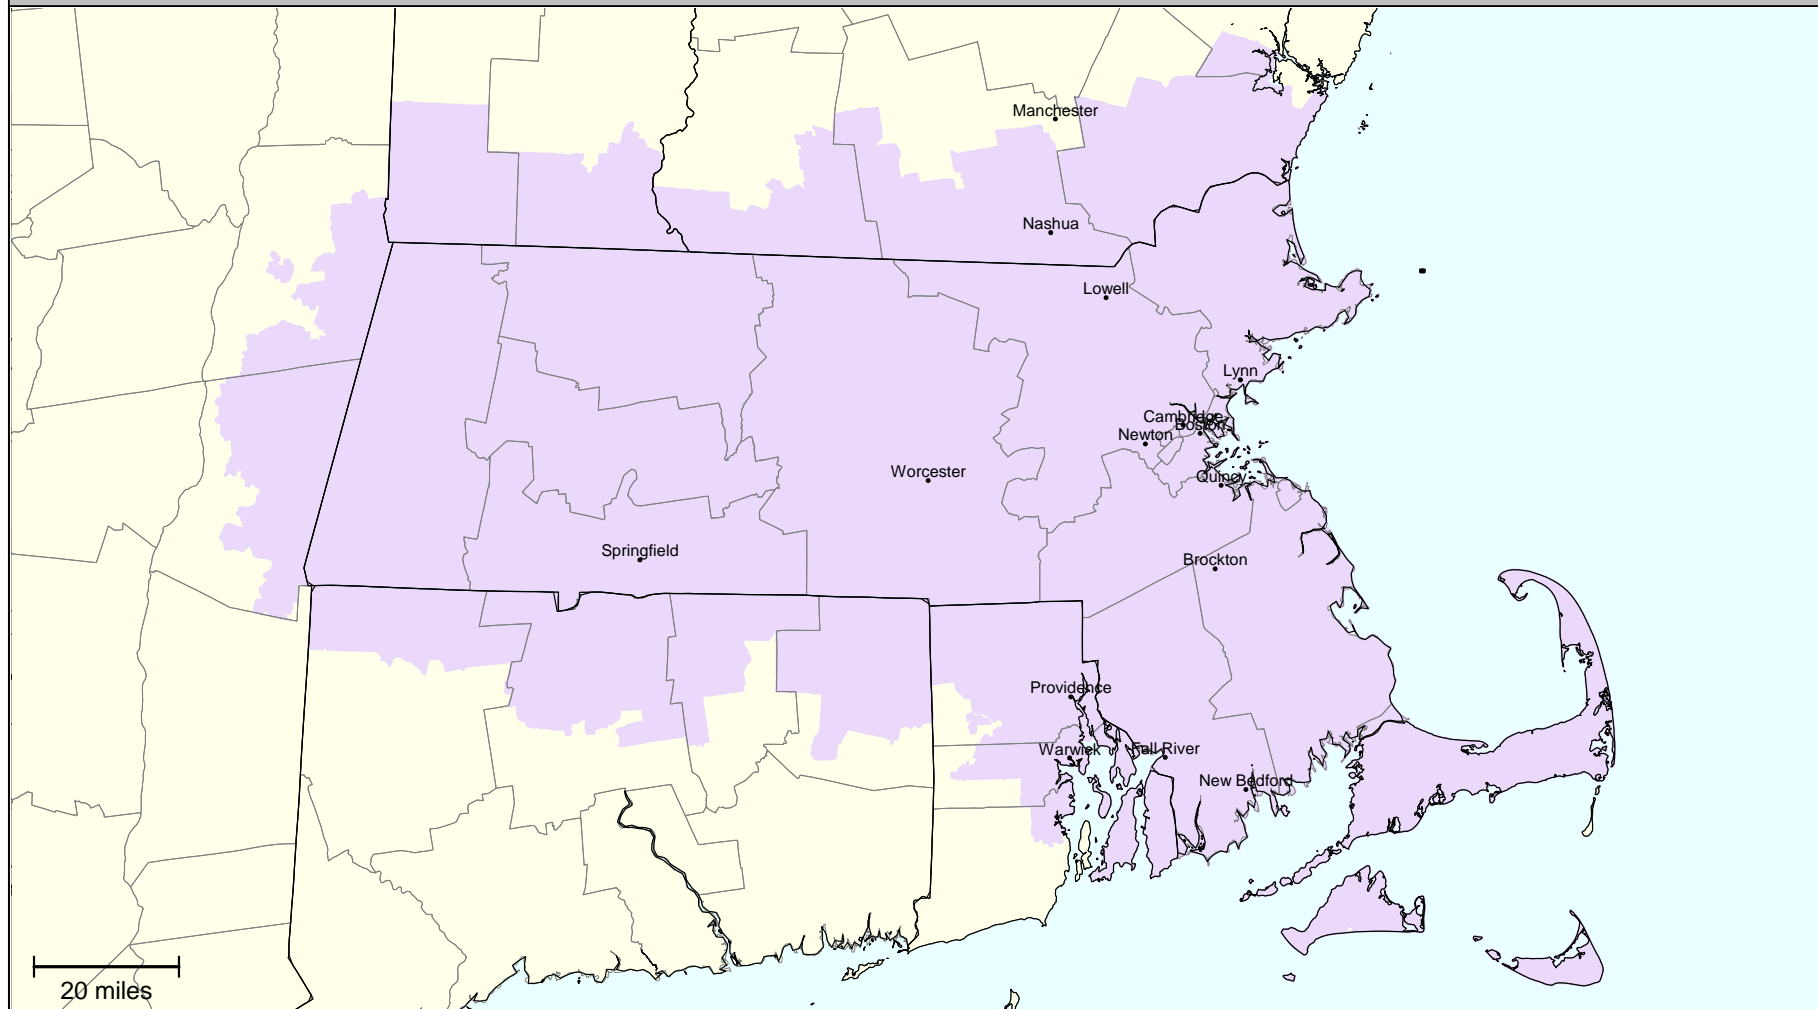 Manchester
Nashua
Lowell
Lynn
Cambridge
Boston
Newton
Worcester
Quincy
Springfield
Brockton
Providence
Warwick
Fall River
New Bedford
20 miles